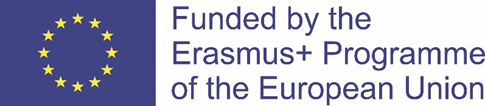 Funded by the
Erasmus+ Programme
of the European Union